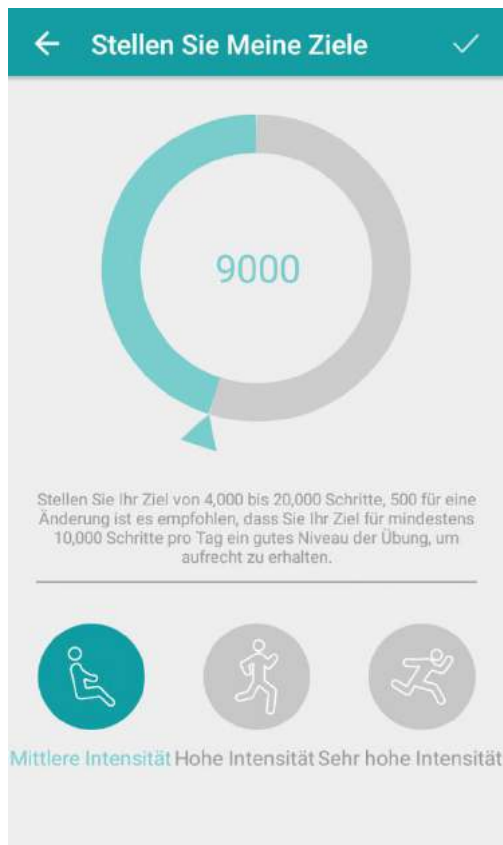 Stellen Sie Meine Ziele
9000
Stellen Sie Ihr Ziel von 4,000 bis 20,000 Schritte, 500 für eine
Änderung ist es empfohlen, dass Sie Ihr Ziel für mindestens
10,000 Schritte pro Tag ein gutes Niveau der Übung, um
aufrecht zu erhalten.
Mittlere Intensität Hohe Intensität Sehr hohe Intensität